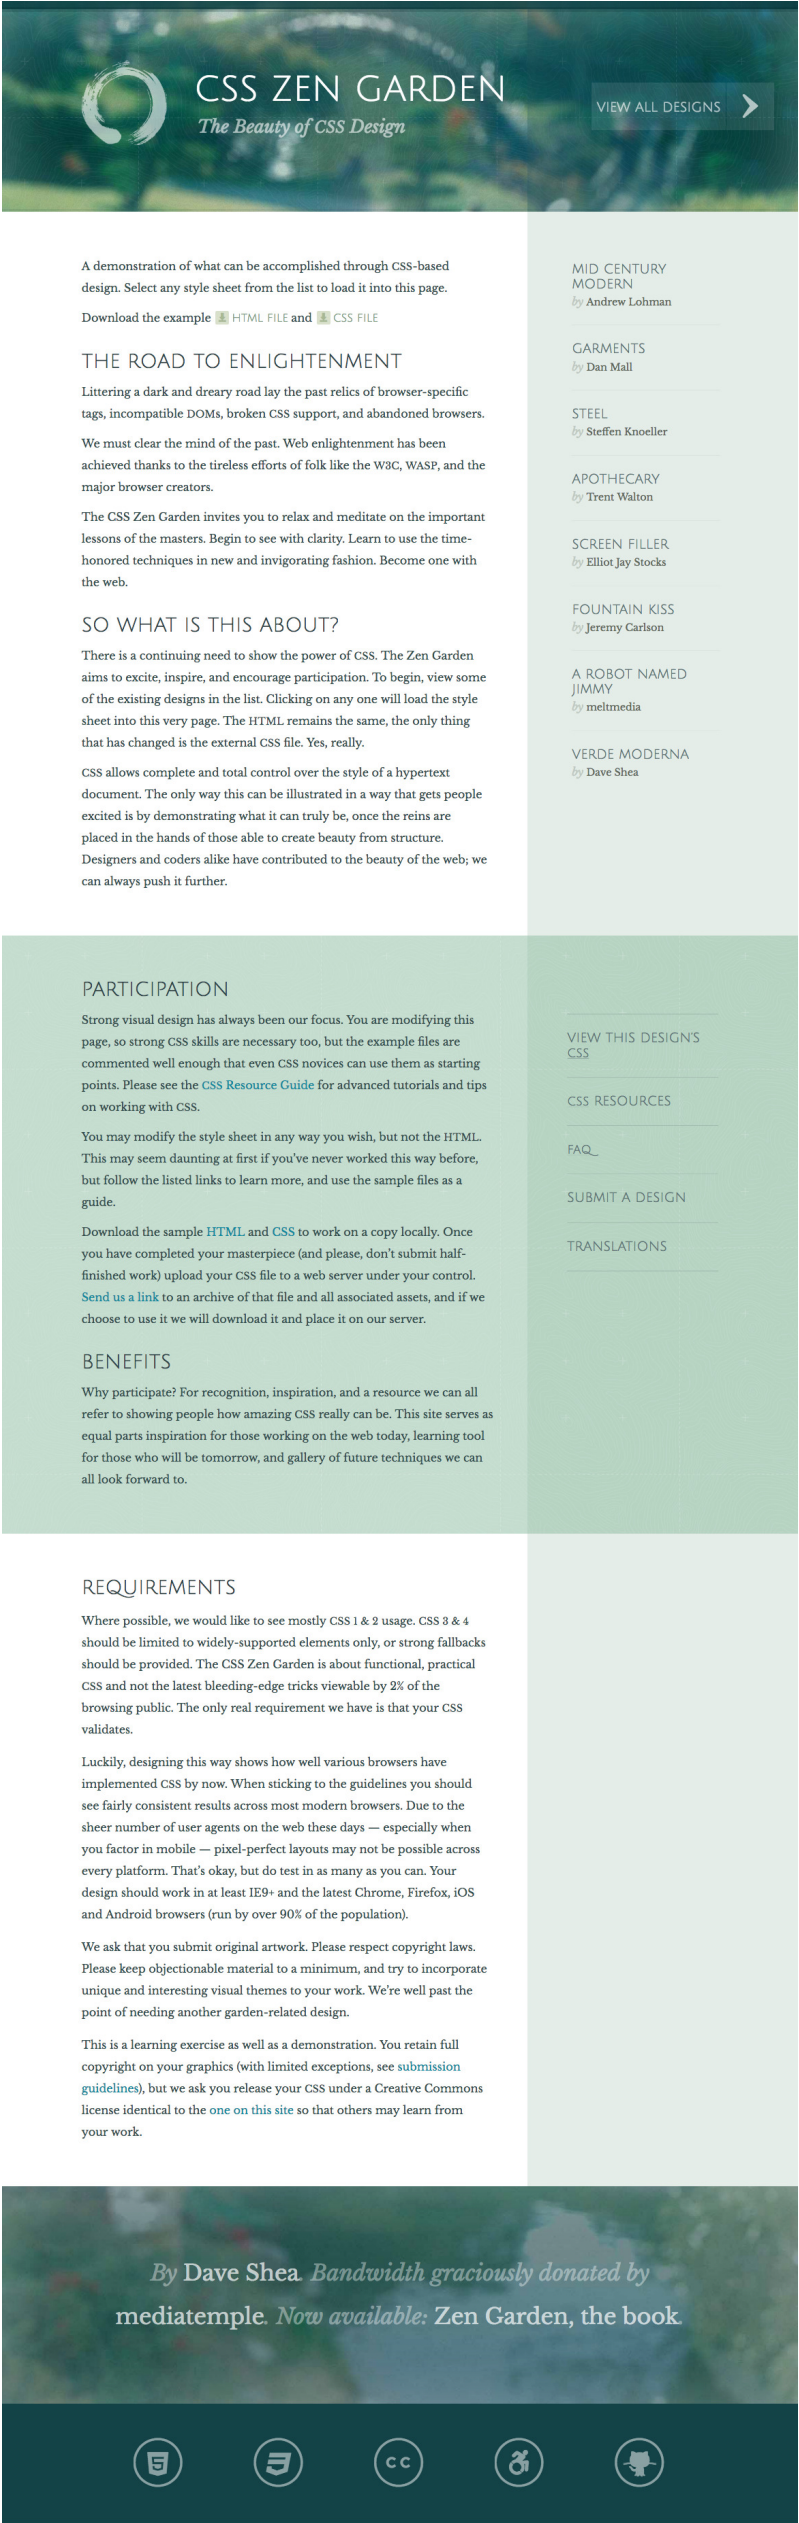 CSS ZEN GARDEN
The Beauty of CSS Design
VIEW ALL DESIGNS
A demonstration of what can be accomplished through CSS-based
design. Select any style sheet from the list to load it into this page.
Download the example HTML FILE and CSS FILE
THE ROAD TO ENLIGHTENMENT
Littering a dark and dreary road lay the past relics of browser-specific
tags, incompatible DOMs, broken CSS support, and abandoned browsers.
We must clear the mind of the past. Web enlightenment has been
achieved thanks to the tireless efforts of folk like the W3C, WASP, and the
major browser creators.
The CSS Zen Garden invites you to relax and meditate on the important
lessons of the masters. Begin to see with clarity. Learn to use the time-
honored techniques in new and invigorating fashion. Become one with
the web.
SO WHAT IS THIS ABOUT?
There is a continuing need to show the power of CSS. The Zen Garden
aims to excite, inspire, and encourage participation. To begin, view some
of the existing designs in the list. Clicking on any one will load the style
sheet into this very page. The HTML remains the same, the only thing
that has changed is the external CSS file. Yes, really.
CSS allows complete and total control over the style of a hypertext
document. The only way this can be illustrated in a way that gets people
excited is by demonstrating what it can truly be, once the reins are
placed in the hands of those able to create beauty from structure.
Designers and coders alike have contributed to the beauty of the web; we
can always push it further.
MID CENTURY
MODERN
by Andrew Lohman
GARMENTS
by Dan Mall
STEEL
by Steffen Knoeller
APOTHECARY
by Trent Walton
SCREEN FILLER
by Elliot Jay Stocks
FOUNTAIN KISS
by Jeremy Carlson
A ROBOT NAMED
JIMMY
by meltmedia
VERDE MODERNA
by Dave Shea
PARTICIPATION
Strong visual design has always been our focus. You are modifying this
page, so strong CSS skills are necessary too, but the example files are
commented well enough that even CSS novices can use them as starting
points. Please see the CSS Resource Guide for advanced tutorials and tips
on working with CSS.
You may modify the style sheet in any way you wish, but not the HTML.
This may seem daunting at first if you've never worked this way before,
but follow the listed links to learn more, and use the sample files as a
guide.
Download the sample HTML and CSS to work on a copy locally. Once
you have completed your masterpiece (and please, don't submit half-
finished work) upload your CSS file to a web server under your control.
Send us a link to an archive of that file and all associated assets, and if we
choose to use it we will download it and place it on our server.
BENEFITS
Why participate? For recognition, inspiration, and a resource we can all
refer to showing people how amazing CSS really can be. This site serves as
equal parts inspiration for those working on the web today, learning tool
for those who will be tomorrow, and gallery of future techniques we can
all look forward to.
VIEW THIS DESIGN'S
CSS
CSS RESOURCES
FAQ
SUBMIT A DESIGN
TRANSLATIONS
REQUIREMENTS
Where possible, we would like to see mostly CSS 1 & 2 usage. CSS 3 & 4
should be limited to widely-supported elements only, or strong fallbacks
should be provided. The CSS Zen Garden is about functional, practical
CSS and not the latest bleeding-edge tricks viewable by 2% of the
browsing public. The only real requirement we have is that your CSS
validates.
Luckily, designing this way shows how well various browsers have
implemented CSS by now. When sticking to the guidelines you should
see fairly consistent results across most modern browsers. Due to the
sheer number of user agents on the web these days — especially when
you factor in mobile — pixel-perfect layouts may not be possible across
every platform. That's okay, but do test in as many as you can. Your
design should work in at least IE9+ and the latest Chrome, Firefox, iOS
and Android browsers (run by over 90% of the population).
We ask that you submit original artwork. Please respect copyright laws.
Please keep objectionable material to a minimum, and try to incorporate
unique and interesting visual themes to your work. We're well past the
point of needing another garden-related design.
This is a learning exercise as well as a demonstration. You retain full
copyright on your graphics (with limited exceptions, see submission
guidelines), but we ask you release your CSS under a Creative Commons
license identical to the one on this site so that others may learn from
your work.
By Dave Shea. Bandwidth graciously donated by
mediatemple. Now available: Zen Garden, the book.
5
3
CC